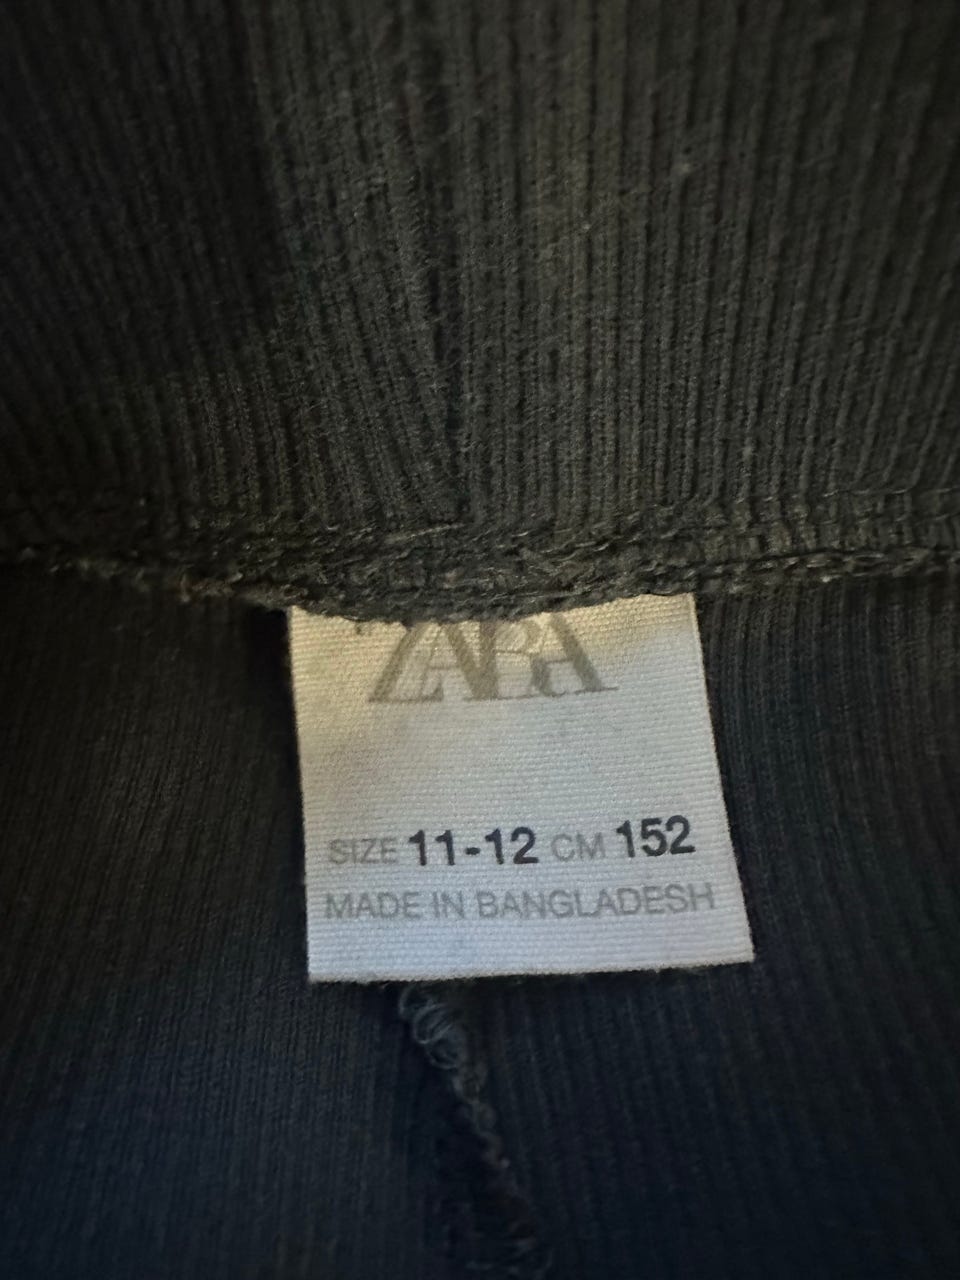 ZARA
SIZE 11-12 CM 152
MADE IN BANGLADESH